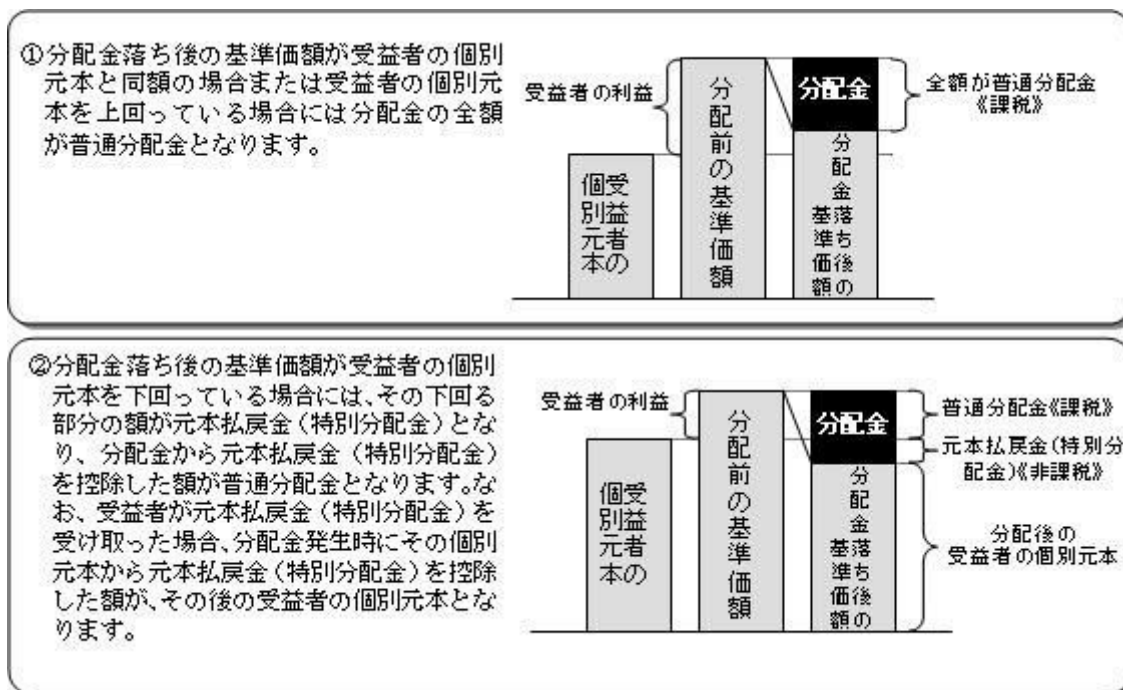 ①分配金落ち後の基準価額が受益者の個別
元本と同額の場合または受益者の個別元
本を上回っている場合には分配金の全額
が普通分配金となります。
受益者の利益
受益者の
個別元本
分配前の基準価額
分配金
分配金落ち後の
基準価額
全額が普通分配金
《課税》
②分配金落ち後の基準価額が受益者の個別
元本を下回っている場合には、その下回る
部分の額が元本払戻金（特別分配金）とな
り、分配金から元本払戻金（特別分配金）
を控除した額が普通分配金となります。な
お、受益者が元本払戻金（特別分配金）を
受け取った場合、分配金発生時にその個別
元本から元本払戻金（特別分配金）を控除
した額が、その後の受益者の個別元本とな
ります。
受益者の利益
受益者の
個別元本
分配前の基準価額
分配金
分配金落ち後の
基準価額
普通分配金《課税》
元本払戻金（特別分
配金）《非課税》
分配後の
受益者の個別元本